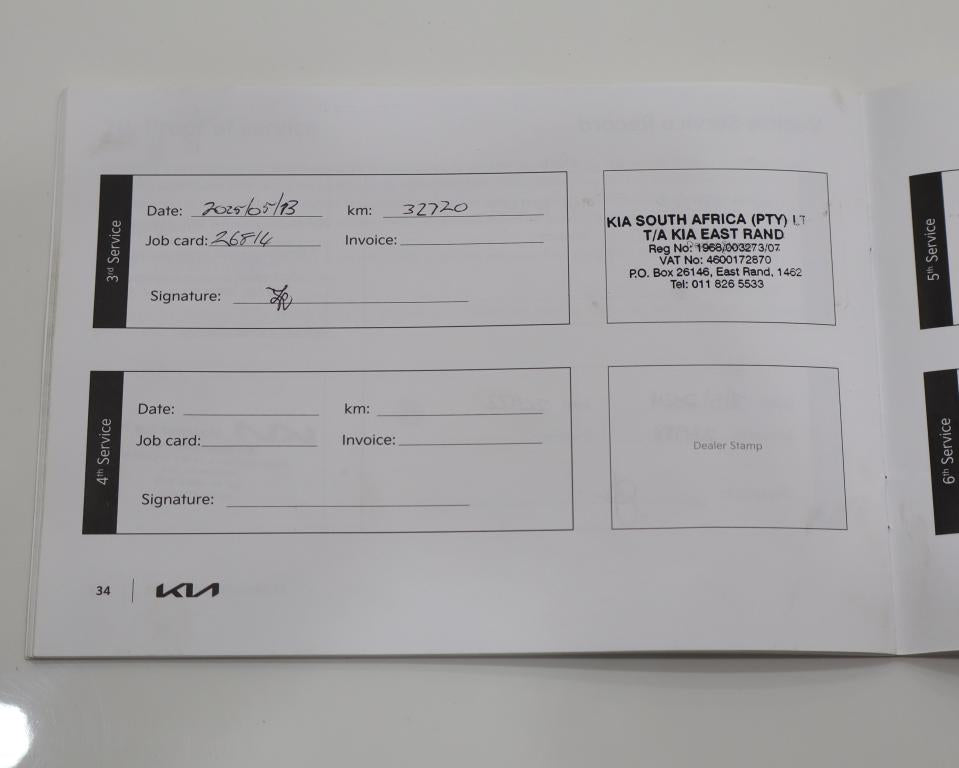 3rd Service
Date: 2025/05/13 km: 32720
Job card: 26814 Invoice:
Signature:
KIA SOUTH AFRICA (PTY) LT
T/A KIA EAST RAND
Reg No: 1968/003273/07
VAT No: 4600172870
P.O. Box 26146, East Rand, 1462
Tel: 011 826 5533
4th Service
Date: km:
Job card: Invoice:
Signature:
Dealer Stamp
34 KIA
5th Service
6th Service